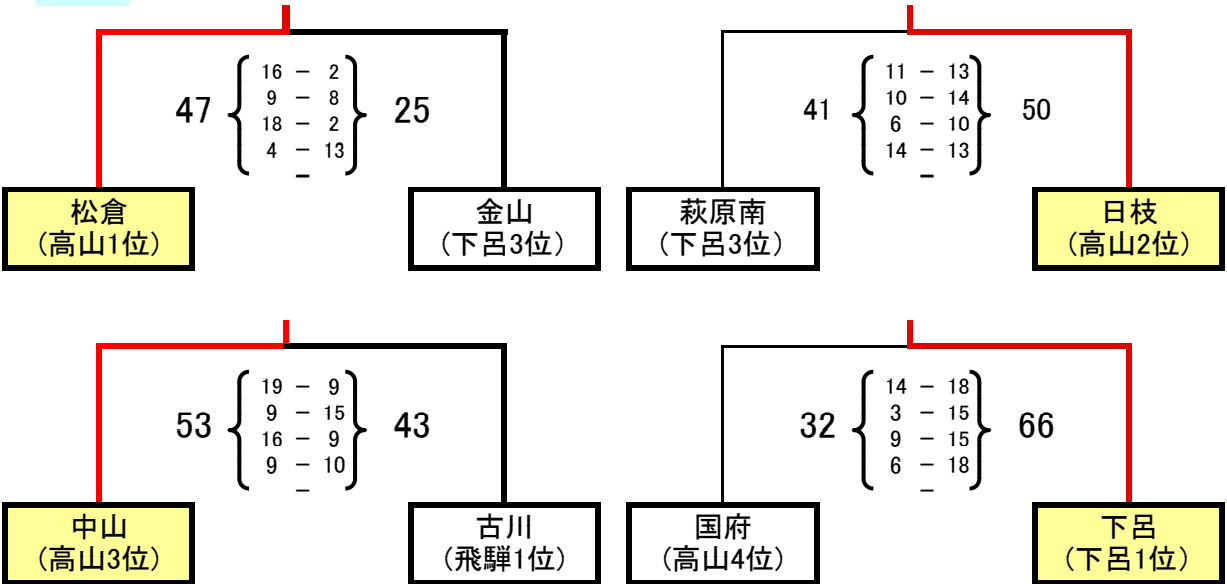 16 － 2
9 － 8
47 25
18 － 2
4 － 13
－
松倉
(高山1位)
金山
(下呂3位)
11 － 13
10 － 14
41 50
6 － 10
14 － 13
－
萩原南
(下呂3位)
日枝
(高山2位)
19 － 9
9 － 15
53 43
16 － 9
9 － 10
－
中山
(高山3位)
古川
(飛騨1位)
14 － 18
3 － 15
32 66
9 － 15
6 － 18
－
国府
(高山4位)
下呂
(下呂1位)